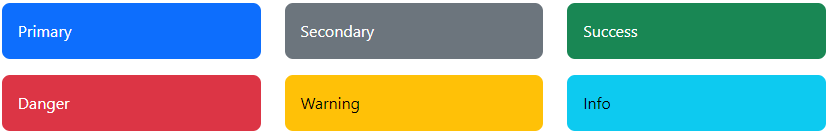 Primary
Secondary
Success
Danger
Warning
Info